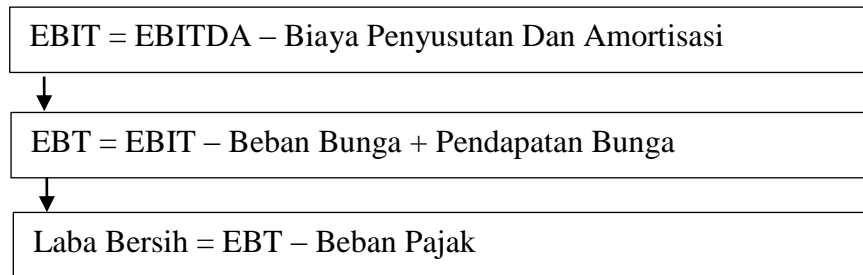 EBIT = EBITDA – Biaya Penyusutan Dan Amortisasi
EBT = EBIT – Beban Bunga + Pendapatan Bunga
Laba Bersih = EBT – Beban Pajak